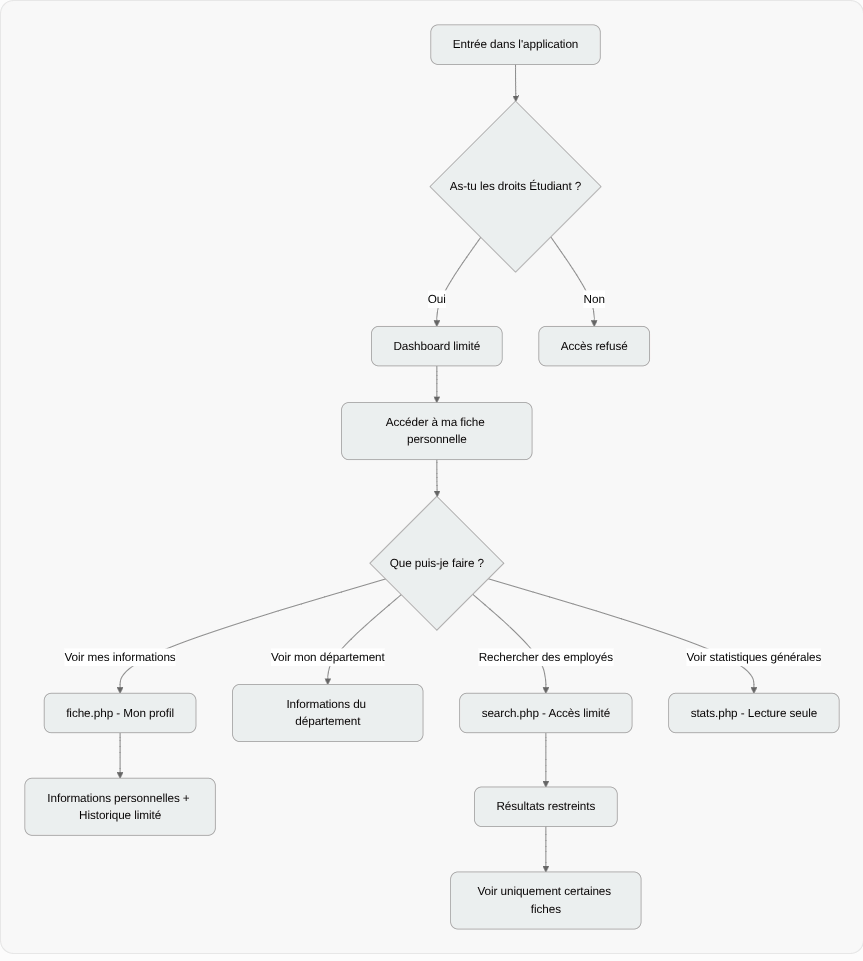 Entrée dans l'application
As-tu les droits Étudiant ?
Oui
Non
Dashboard limité
Accès refusé
Accéder à ma fiche
personnelle
Que puis-je faire ?
Voir mes informations
Voir mon département
Rechercher des employés
Voir statistiques générales
fiche.php - Mon profil
Informations du
département
search.php - Accès limité
stats.php - Lecture seule
Informations personnelles +
Historique limité
Résultats restreints
Voir uniquement certaines
fiches